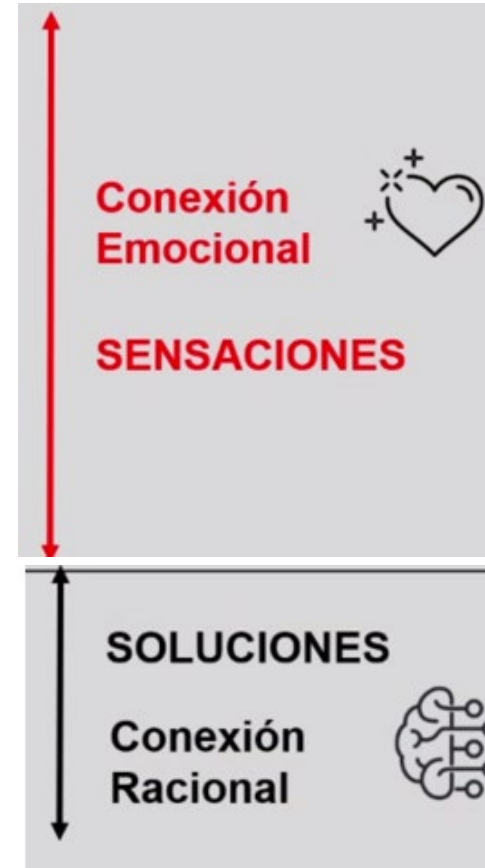 Conexión
Emocional
SENSACIONES
SOLUCIONES
Conexión
Racional